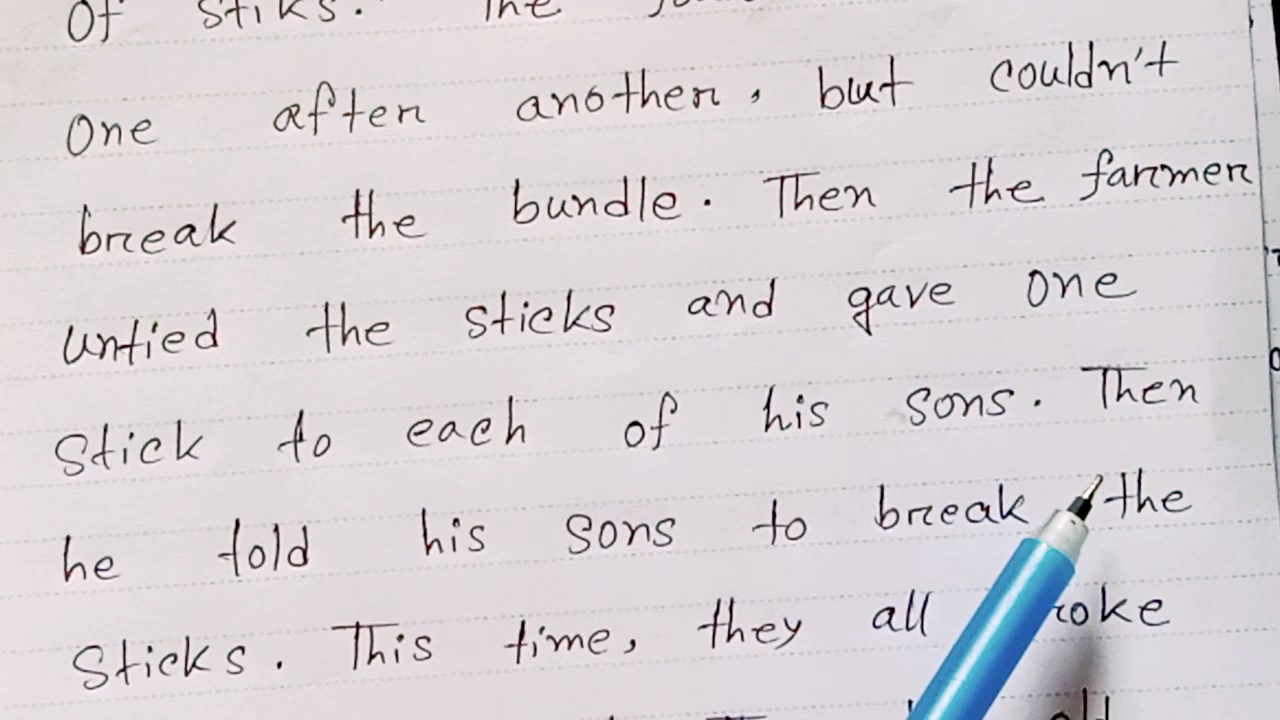 Of stiks. The
One after another, but couldn't
break the bundle. Then the farmer
untied the sticks and gave one
Stick to each of his sons. Then
he told his sons to break the
Sticks. This time, they all